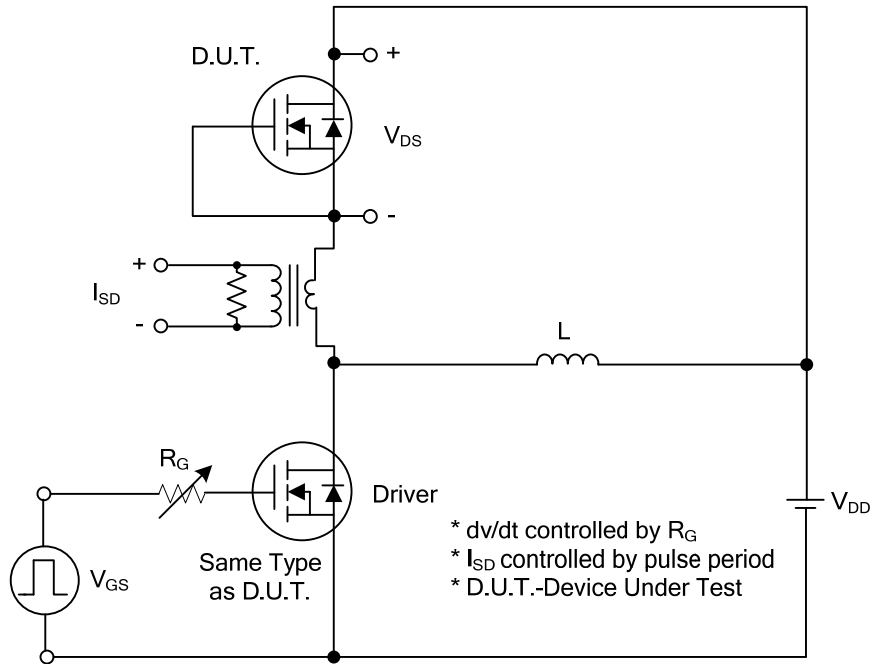 D.U.T.
+
V_DS
-
+
I_SD
-
L
R_G
Driver
V_DD
V_GS
Same Type
as D.U.T.
* dv/dt controlled by R_G
* I_SD controlled by pulse period
* D.U.T.-Device Under Test